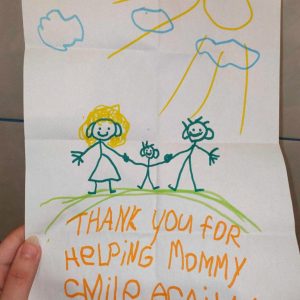 THANK YOU FOR
HELPING MOMMY
SMILE AGAIN